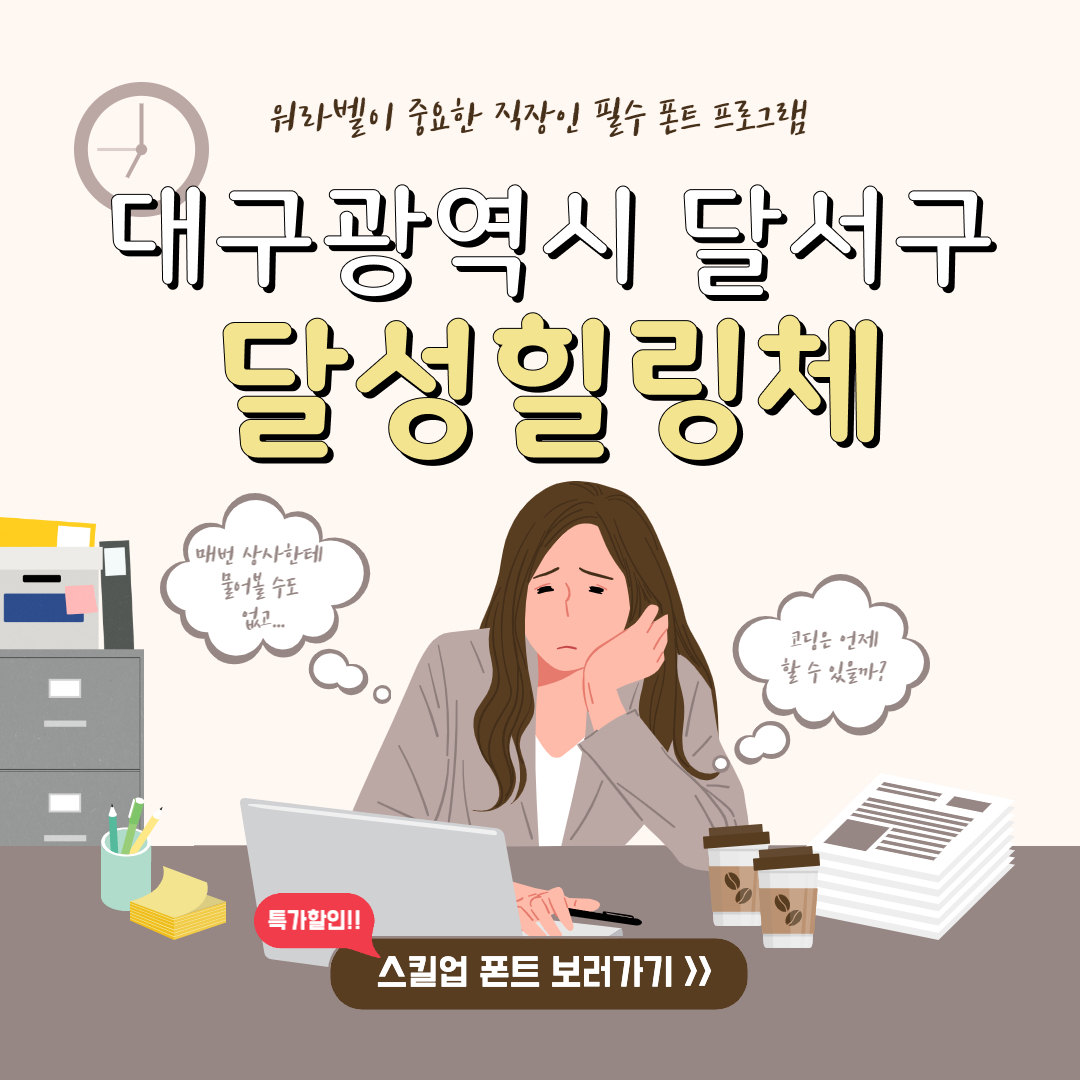 워라벨이 중요한 직장인 필수 폰트 프로그램
대구광역시 달서구
달성힐링체
매번 상사한테
물어볼 수도
없고...
코딩은 언제
할 수 있을까?
특가할인!!
스킬업 폰트 보러가기 >>